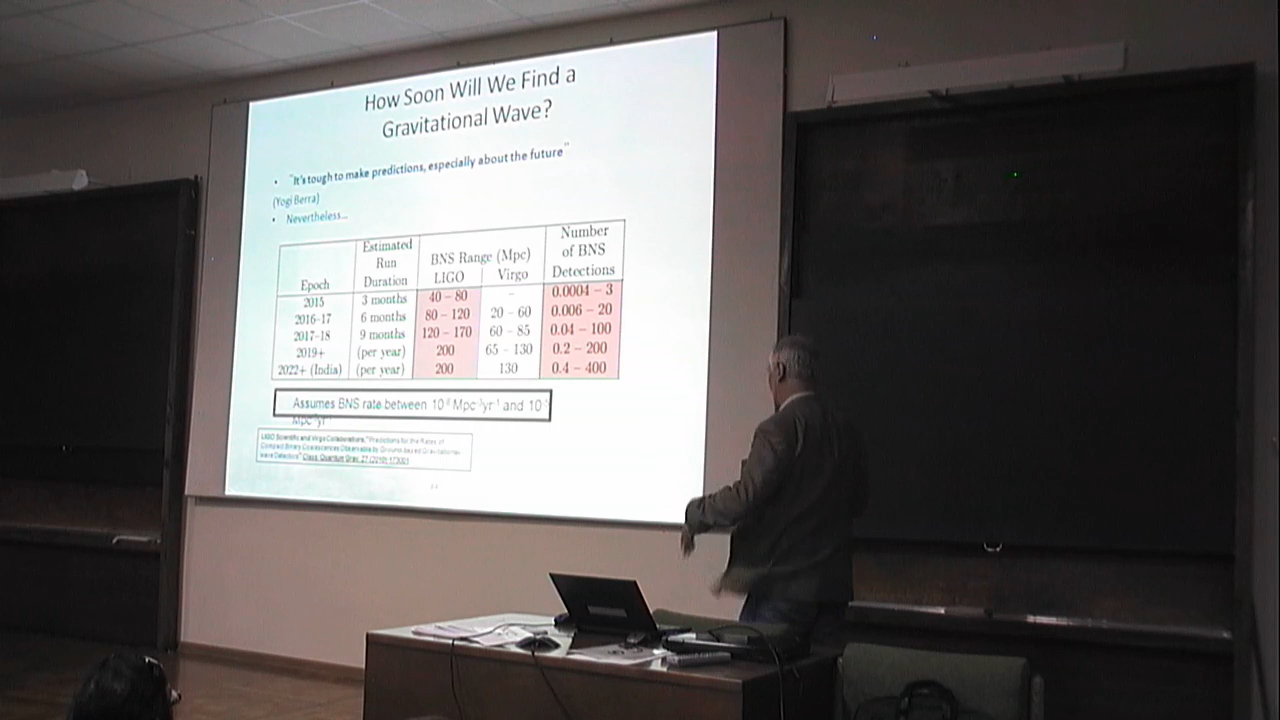 How Soon Will We Find a
Gravitational Wave?
• "It's tough to make predictions, especially about the future"
(Yogi Berra)
• Nevertheless...
Epoch Estimated Run Duration BNS Range (Mpc) LIGO Virgo Number of BNS Detections
2015 3 months 40 – 80 – 0.0004 – 3
2016–17 6 months 80 – 120 20 – 60 0.006 – 20
2017–18 9 months 120 – 170 60 – 85 0.04 – 100
2019+ (per year) 200 65 – 130 0.2 – 200
2022+ (India) (per year) 200 130 0.4 – 400
Assumes BNS rate between 10⁻⁸ Mpc⁻³yr⁻¹ and 10⁻⁵
Mpc⁻³yr⁻¹
LIGO Scientific and Virgo Collaborations, "Predictions for the Rates of
Compact Binary Coalescences Observable by Ground-based Gravitational-
wave Detectors" Class. Quantum Grav. 27 (2010) 173001